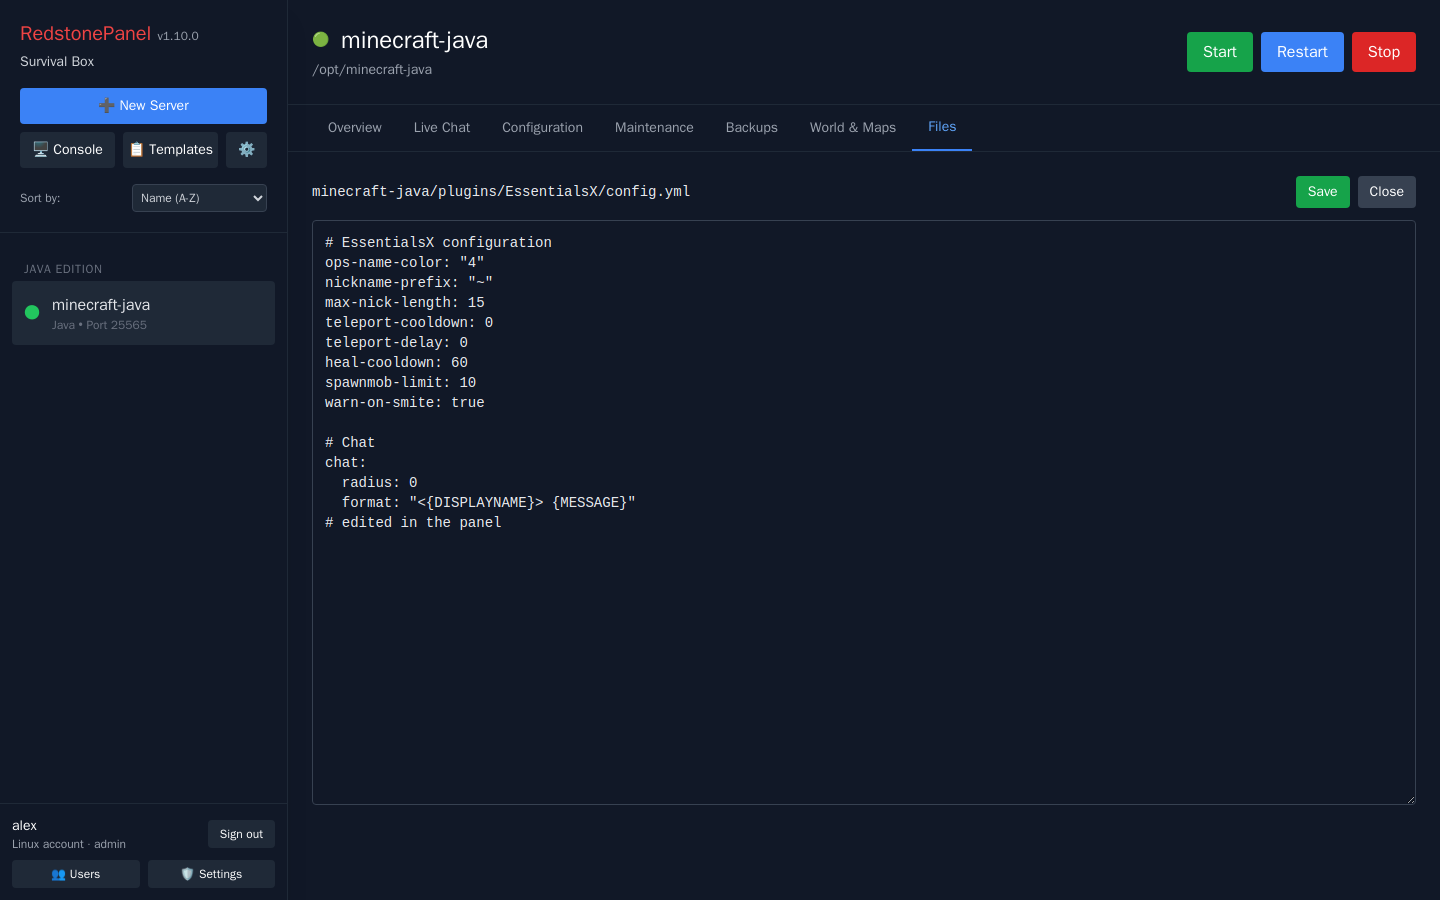 RedstonePanel v1.10.0
Survival Box
➕ New Server
Console
Templates
Sort by:
Name (A-Z)
JAVA EDITION
minecraft-java
Java • Port 25565
alex
Linux account · admin
Sign out
Users
Settings
minecraft-java
/opt/minecraft-java
Start
Restart
Stop
Overview
Live Chat
Configuration
Maintenance
Backups
World & Maps
Files
minecraft-java/plugins/EssentialsX/config.yml
Save
Close
# EssentialsX configuration
ops-name-color: "4"
nickname-prefix: "~"
max-nick-length: 15
teleport-cooldown: 0
teleport-delay: 0
heal-cooldown: 60
spawnmob-limit: 10
warn-on-smite: true
# Chat
chat:
  radius: 0
  format: "<{DISPLAYNAME}> {MESSAGE}"
# edited in the panel